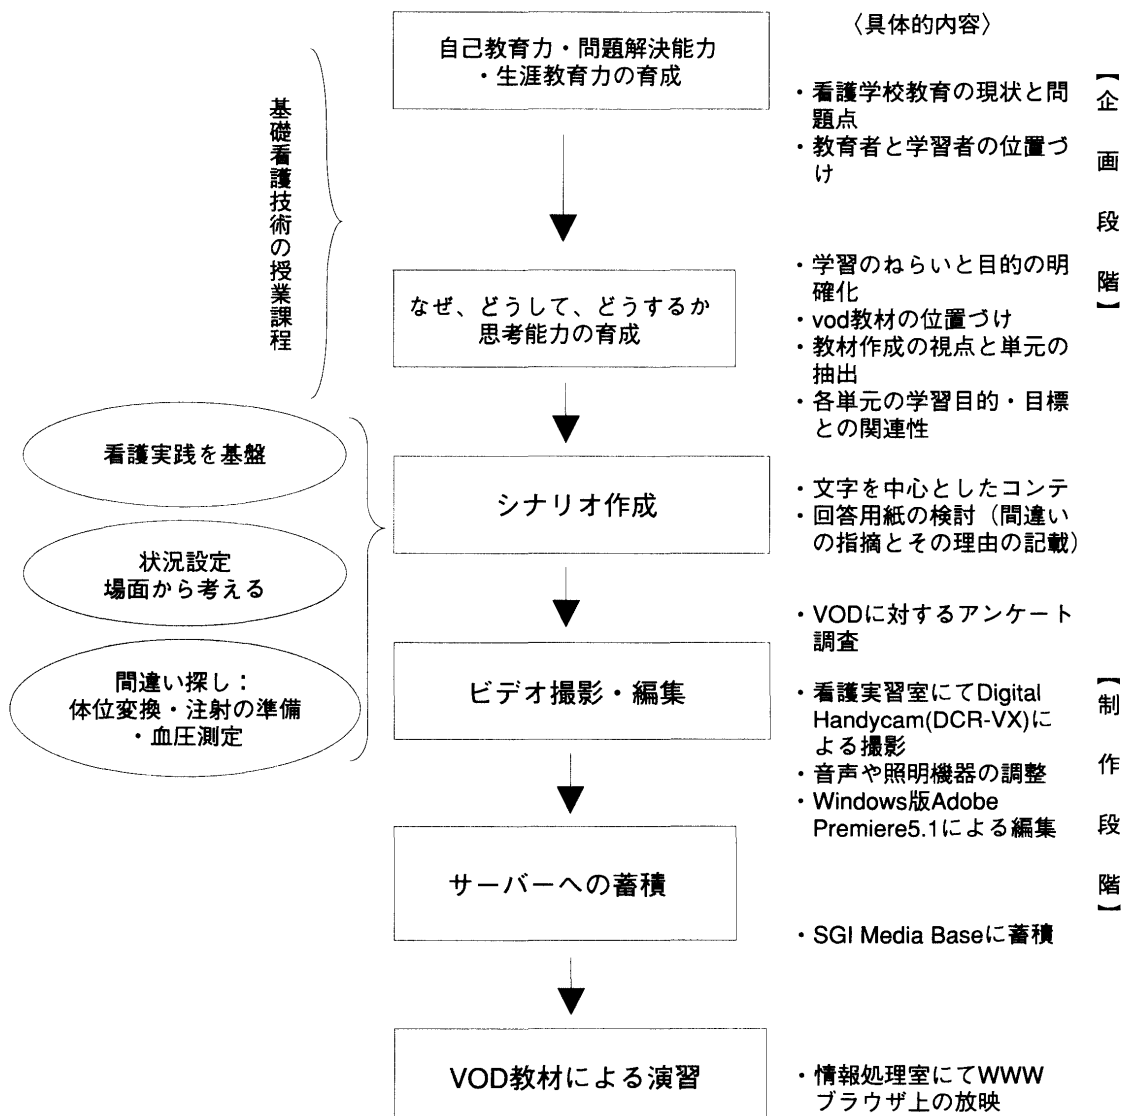 〈具体的内容〉
自己教育力・問題解決能力
・生涯教育力の育成
・看護学校教育の現状と問
題点
・教育者と学習者の位置づ
け
【企画段階】
基礎看護技術の授業課程
なぜ、どうして、どうするか
思考能力の育成
・学習のねらいと目的の明
確化
・vod教材の位置づけ
・教材作成の視点と単元の
抽出
・各単元の学習目的・目標
との関連性
看護実践を基盤
状況設定
場面から考える
間違い探し：
体位変換・注射の準備
・血圧測定
シナリオ作成
・文字を中心としたコンテ
・回答用紙の検討（間違い
の指摘とその理由の記載）
・VODに対するアンケート
調査
ビデオ撮影・編集
・看護実習室にてDigital
Handycam(DCR-VX)に
よる撮影
・音声や照明機器の調整
・Windows版Adobe
Premiere5.1による編集
【制作段階】
サーバーへの蓄積
・SGI Media Baseに蓄積
VOD教材による演習
・情報処理室にてWWW
ブラウザ上の放映